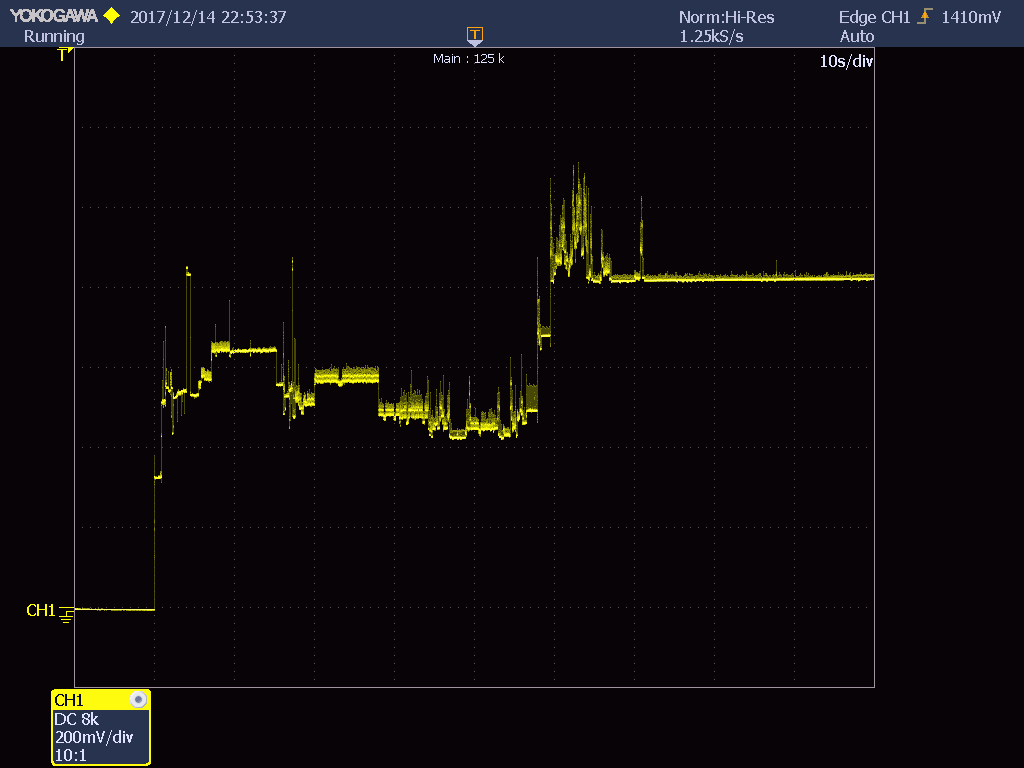 YOKOGAWA 2017/12/14 22:53:37
Running
Norm:Hi-Res
1.25kS/s
Edge CH1 1410mV
Auto
T
T
Main : 125 k
10s/div
CH1
CH1
DC 8k
200mV/div
10:1